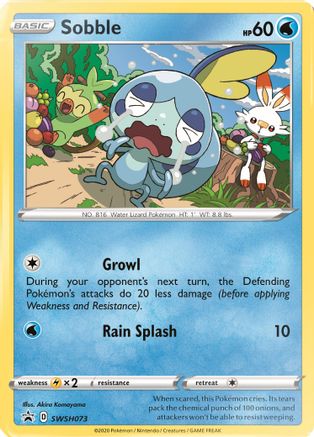 BASIC Sobble HP 60
NO. 816 Water Lizard Pokémon HT: 1' WT: 8.8 lbs.
Growl
During your opponent's next turn, the Defending
Pokémon's attacks do 20 less damage (before applying
Weakness and Resistance).
Rain Splash 10
weakness ×2 resistance retreat
Illus. Akira Komayama
D SWSH073
When scared, this Pokémon cries. Its tears
pack the chemical punch of 100 onions, and
attackers won't be able to resist weeping.
©2020 Pokémon / Nintendo / Creatures / GAME FREAK